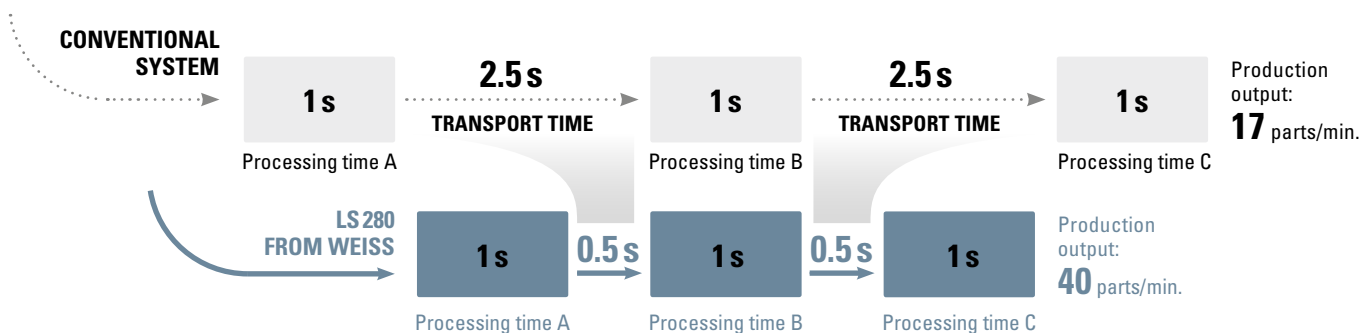 CONVENTIONAL
SYSTEM
1 s
2.5 s
TRANSPORT TIME
1 s
2.5 s
TRANSPORT TIME
1 s
Production
output:
17 parts/min.
Processing time A
Processing time B
Processing time C
LS 280
FROM WEISS
1 s
0.5 s
1 s
0.5 s
1 s
Production
output:
40 parts/min.
Processing time A
Processing time B
Processing time C